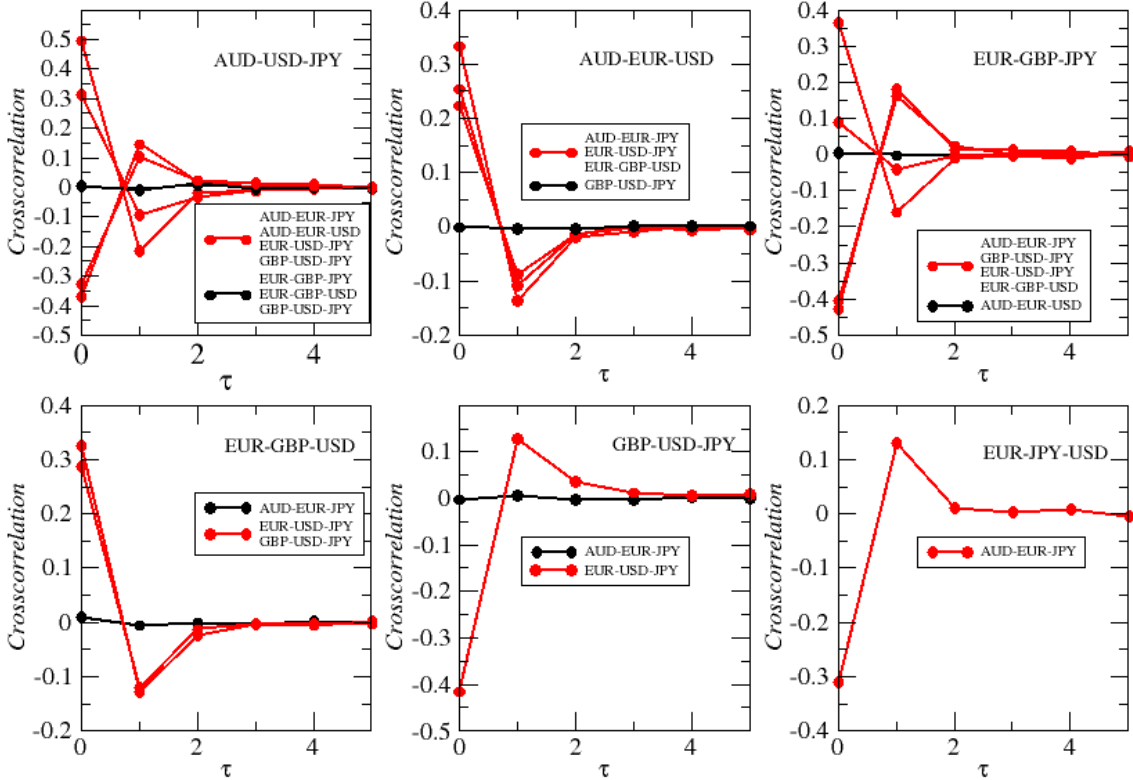 0.5
0.4
0.3
0.2
0.1
0
-0.1
-0.2
-0.3
-0.4
-0.5
Crosscorrelation
AUD-USD-JPY
AUD-EUR-JPY
AUD-EUR-USD
EUR-USD-JPY
GBP-USD-JPY
EUR-GBP-JPY
EUR-GBP-USD
GBP-USD-JPY
0 2 4
τ
0.4
0.3
0.2
0.1
0
-0.1
-0.2
Crosscorrelation
AUD-EUR-USD
AUD-EUR-JPY
EUR-USD-JPY
EUR-GBP-USD
GBP-USD-JPY
0 2 4
τ
0.4
0.3
0.2
0.1
0
-0.1
-0.2
-0.3
-0.4
-0.5
Crosscorrelation
EUR-GBP-JPY
AUD-EUR-JPY
GBP-USD-JPY
EUR-USD-JPY
EUR-GBP-USD
AUD-EUR-USD
0 2 4
τ
0.4
0.3
0.2
0.1
0
-0.1
-0.2
Crosscorrelation
EUR-GBP-USD
AUD-EUR-JPY
EUR-USD-JPY
GBP-USD-JPY
0 2 4
τ
0.1
0
-0.1
-0.2
-0.3
-0.4
-0.5
Crosscorrelation
GBP-USD-JPY
AUD-EUR-JPY
EUR-USD-JPY
0 2 4
τ
0.2
0.1
0
-0.1
-0.2
-0.3
-0.4
Crosscorrelation
EUR-JPY-USD
AUD-EUR-JPY
0 2 4
τ